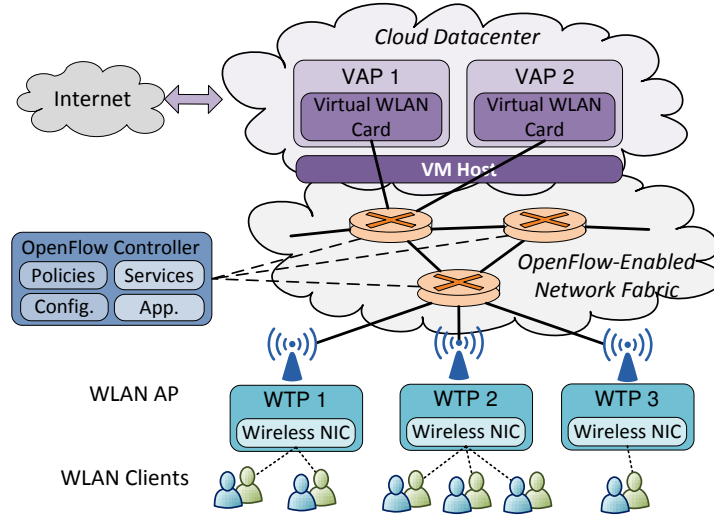 Cloud Datacenter
Internet
VAP 1
VAP 2
Virtual WLAN
Card
Virtual WLAN
Card
VM Host
OpenFlow Controller
Policies
Services
Config.
App.
OpenFlow-Enabled
Network Fabric
WLAN AP
WTP 1
WTP 2
WTP 3
Wireless NIC
Wireless NIC
Wireless NIC
WLAN Clients